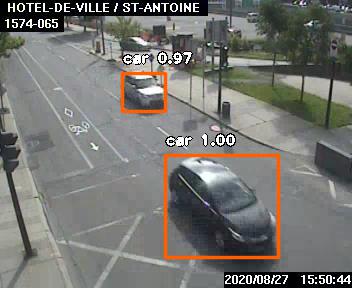 HOTEL-DE-VILLE / ST-ANTOINE
1574-065
car 0.97
car 1.00
2020/08/27 15:50:44